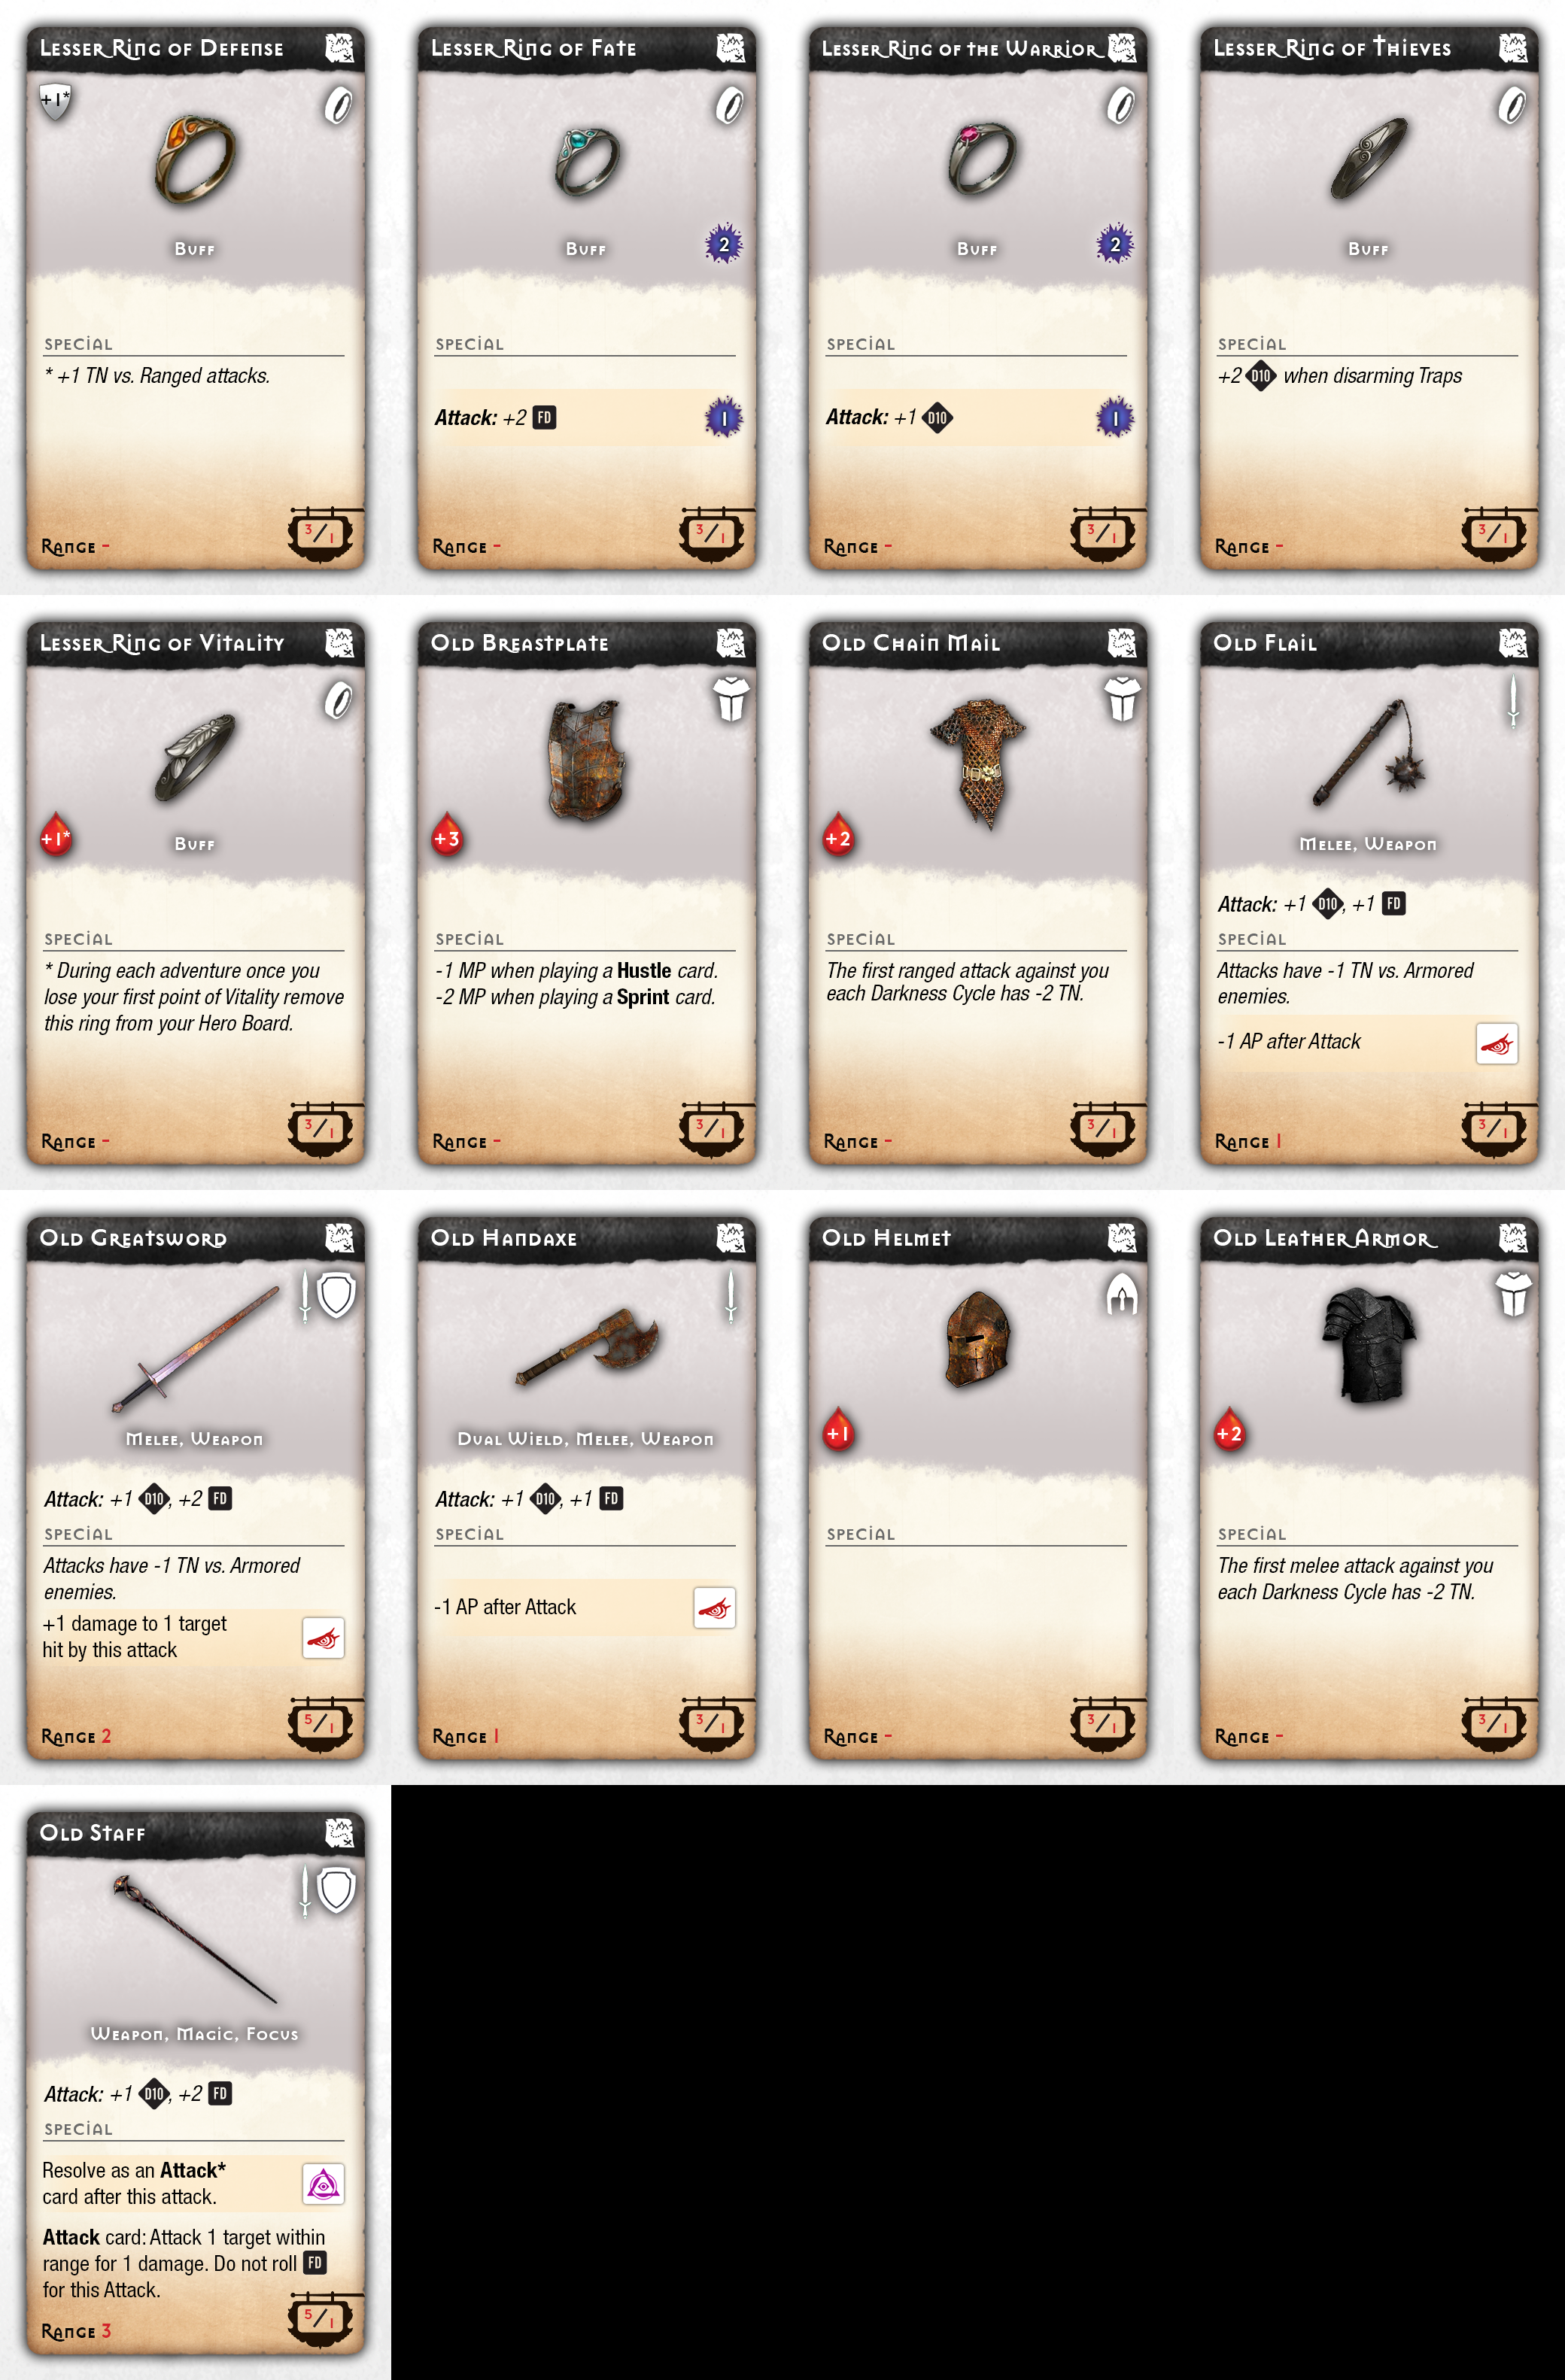 Lesser Ring of Defense
+1*
Buff
Special
* +1 TN vs. Ranged attacks.
Range -
3/1
Lesser Ring of Fate
Buff
2
Special
Attack: +2 FD
1
Range -
3/1
Lesser Ring of the Warrior
Buff
2
Special
Attack: +1 D10
1
Range -
3/1
Lesser Ring of Thieves
Buff
Special
+2 D10 when disarming Traps
Range -
3/1
Lesser Ring of Vitality
+1*
Buff
Special
* During each adventure once you
lose your first point of Vitality remove
this ring from your Hero Board.
Range -
3/1
Old Breastplate
+3
Special
-1 MP when playing a Hustle card.
-2 MP when playing a Sprint card.
Range -
3/1
Old Chain Mail
+2
Special
The first ranged attack against you
each Darkness Cycle has -2 TN.
Range -
3/1
Old Flail
Melee, Weapon
Attack: +1 D10, +1 FD
Special
Attacks have -1 TN vs. Armored
enemies.
-1 AP after Attack
Range 1
3/1
Old Greatsword
Melee, Weapon
Attack: +1 D10, +2 FD
Special
Attacks have -1 TN vs. Armored
enemies.
+1 damage to 1 target
hit by this attack
Range 2
5/1
Old Handaxe
Dual Wield, Melee, Weapon
Attack: +1 D10, +1 FD
Special
-1 AP after Attack
Range 1
3/1
Old Helmet
+1
Special
Range -
3/1
Old Leather Armor
+2
Special
The first melee attack against you
each Darkness Cycle has -2 TN.
Range -
3/1
Old Staff
Weapon, Magic, Focus
Attack: +1 D10, +2 FD
Special
Resolve as an Attack*
card after this attack.
Attack card: Attack 1 target within
range for 1 damage. Do not roll FD
for this Attack.
Range 3
5/1